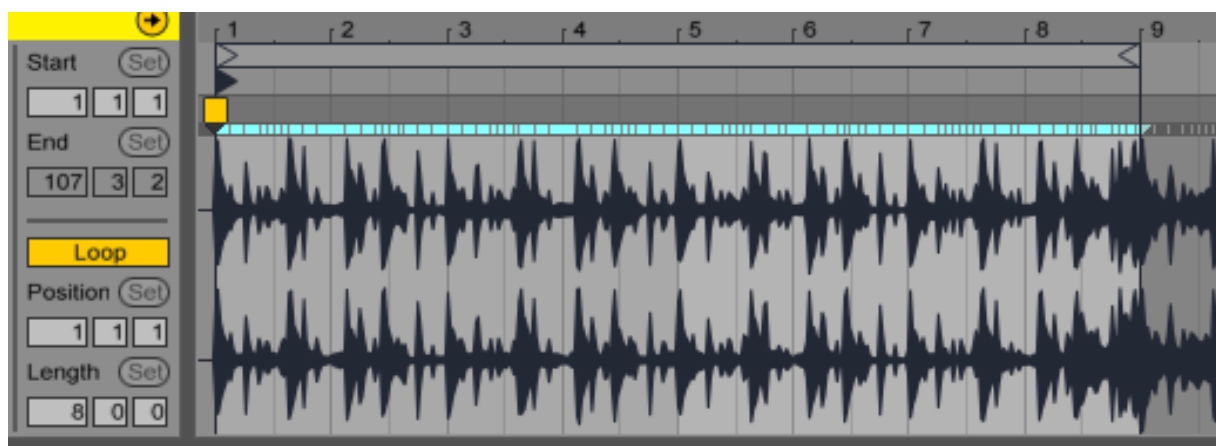 1 2 3 4 5 6 7 8 9
Start Set
1 1 1
End Set
107 3 2
Loop
Position Set
1 1 1
Length Set
8 0 0